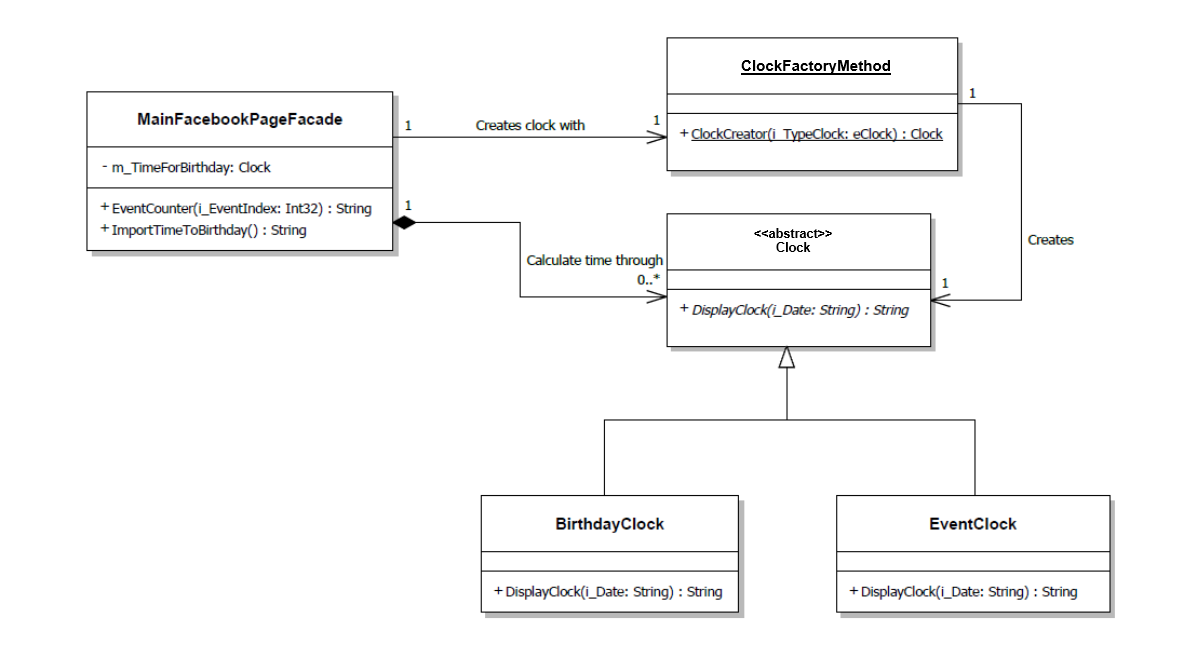 ClockFactoryMethod
+ ClockCreator(i_TypeClock: eClock) : Clock
MainFacebookPageFacade
- m_TimeForBirthday: Clock
+ EventCounter(i_EventIndex: Int32) : String
+ ImportTimeToBirthday() : String
1
Creates clock with
1
1
Calculate time through
0..*
1
Creates
1
<<abstract>>
Clock
+ DisplayClock(i_Date: String) : String
BirthdayClock
+ DisplayClock(i_Date: String) : String
EventClock
+ DisplayClock(i_Date: String) : String